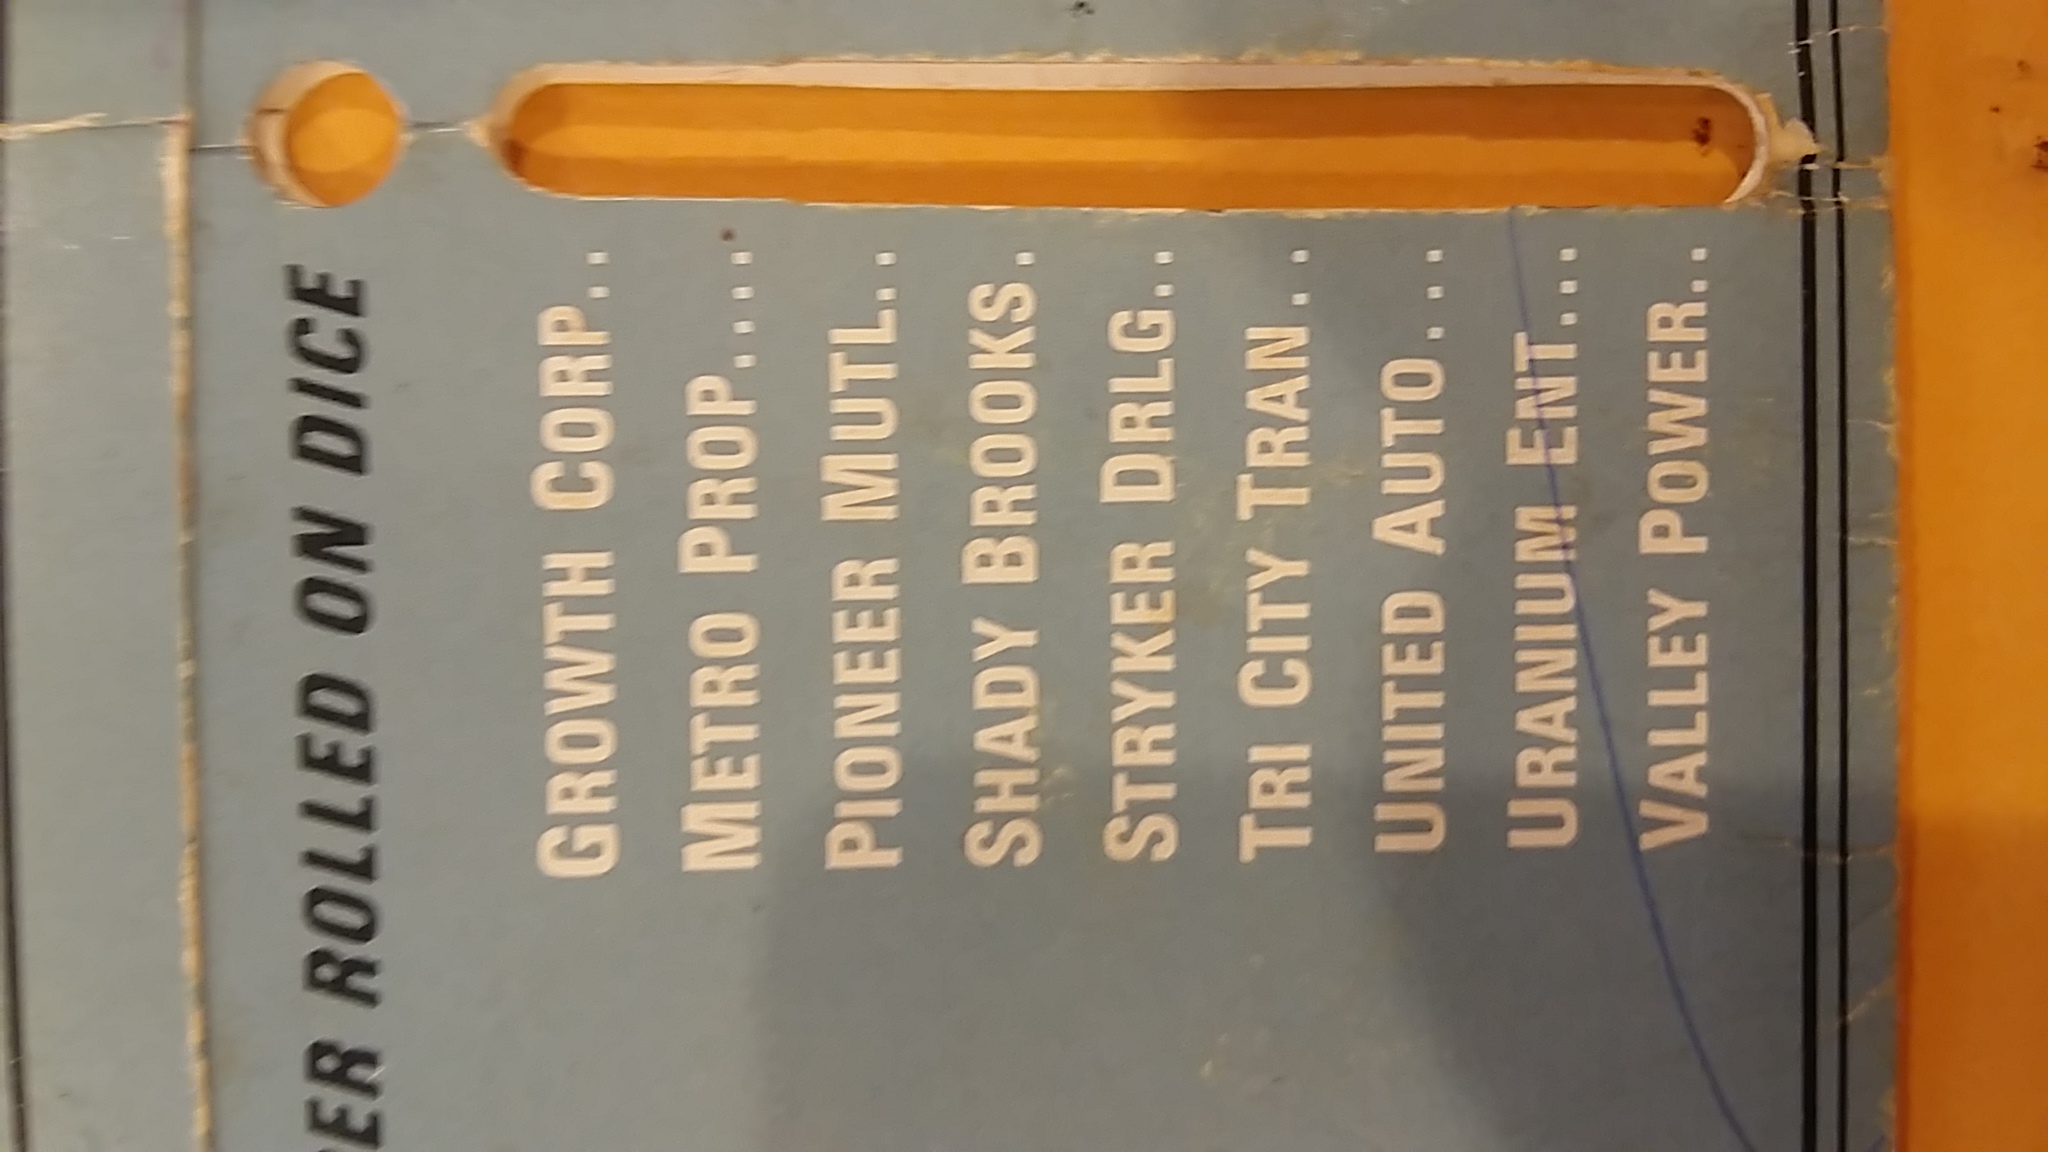 ER ROLLED ON DICE
GROWTH CORP..
METRO PROP....
PIONEER MUTL..
SHADY BROOKS.
STRYKER DRLG..
TRI CITY TRAN..
UNITED AUTO...
URANIUM ENT...
VALLEY POWER..